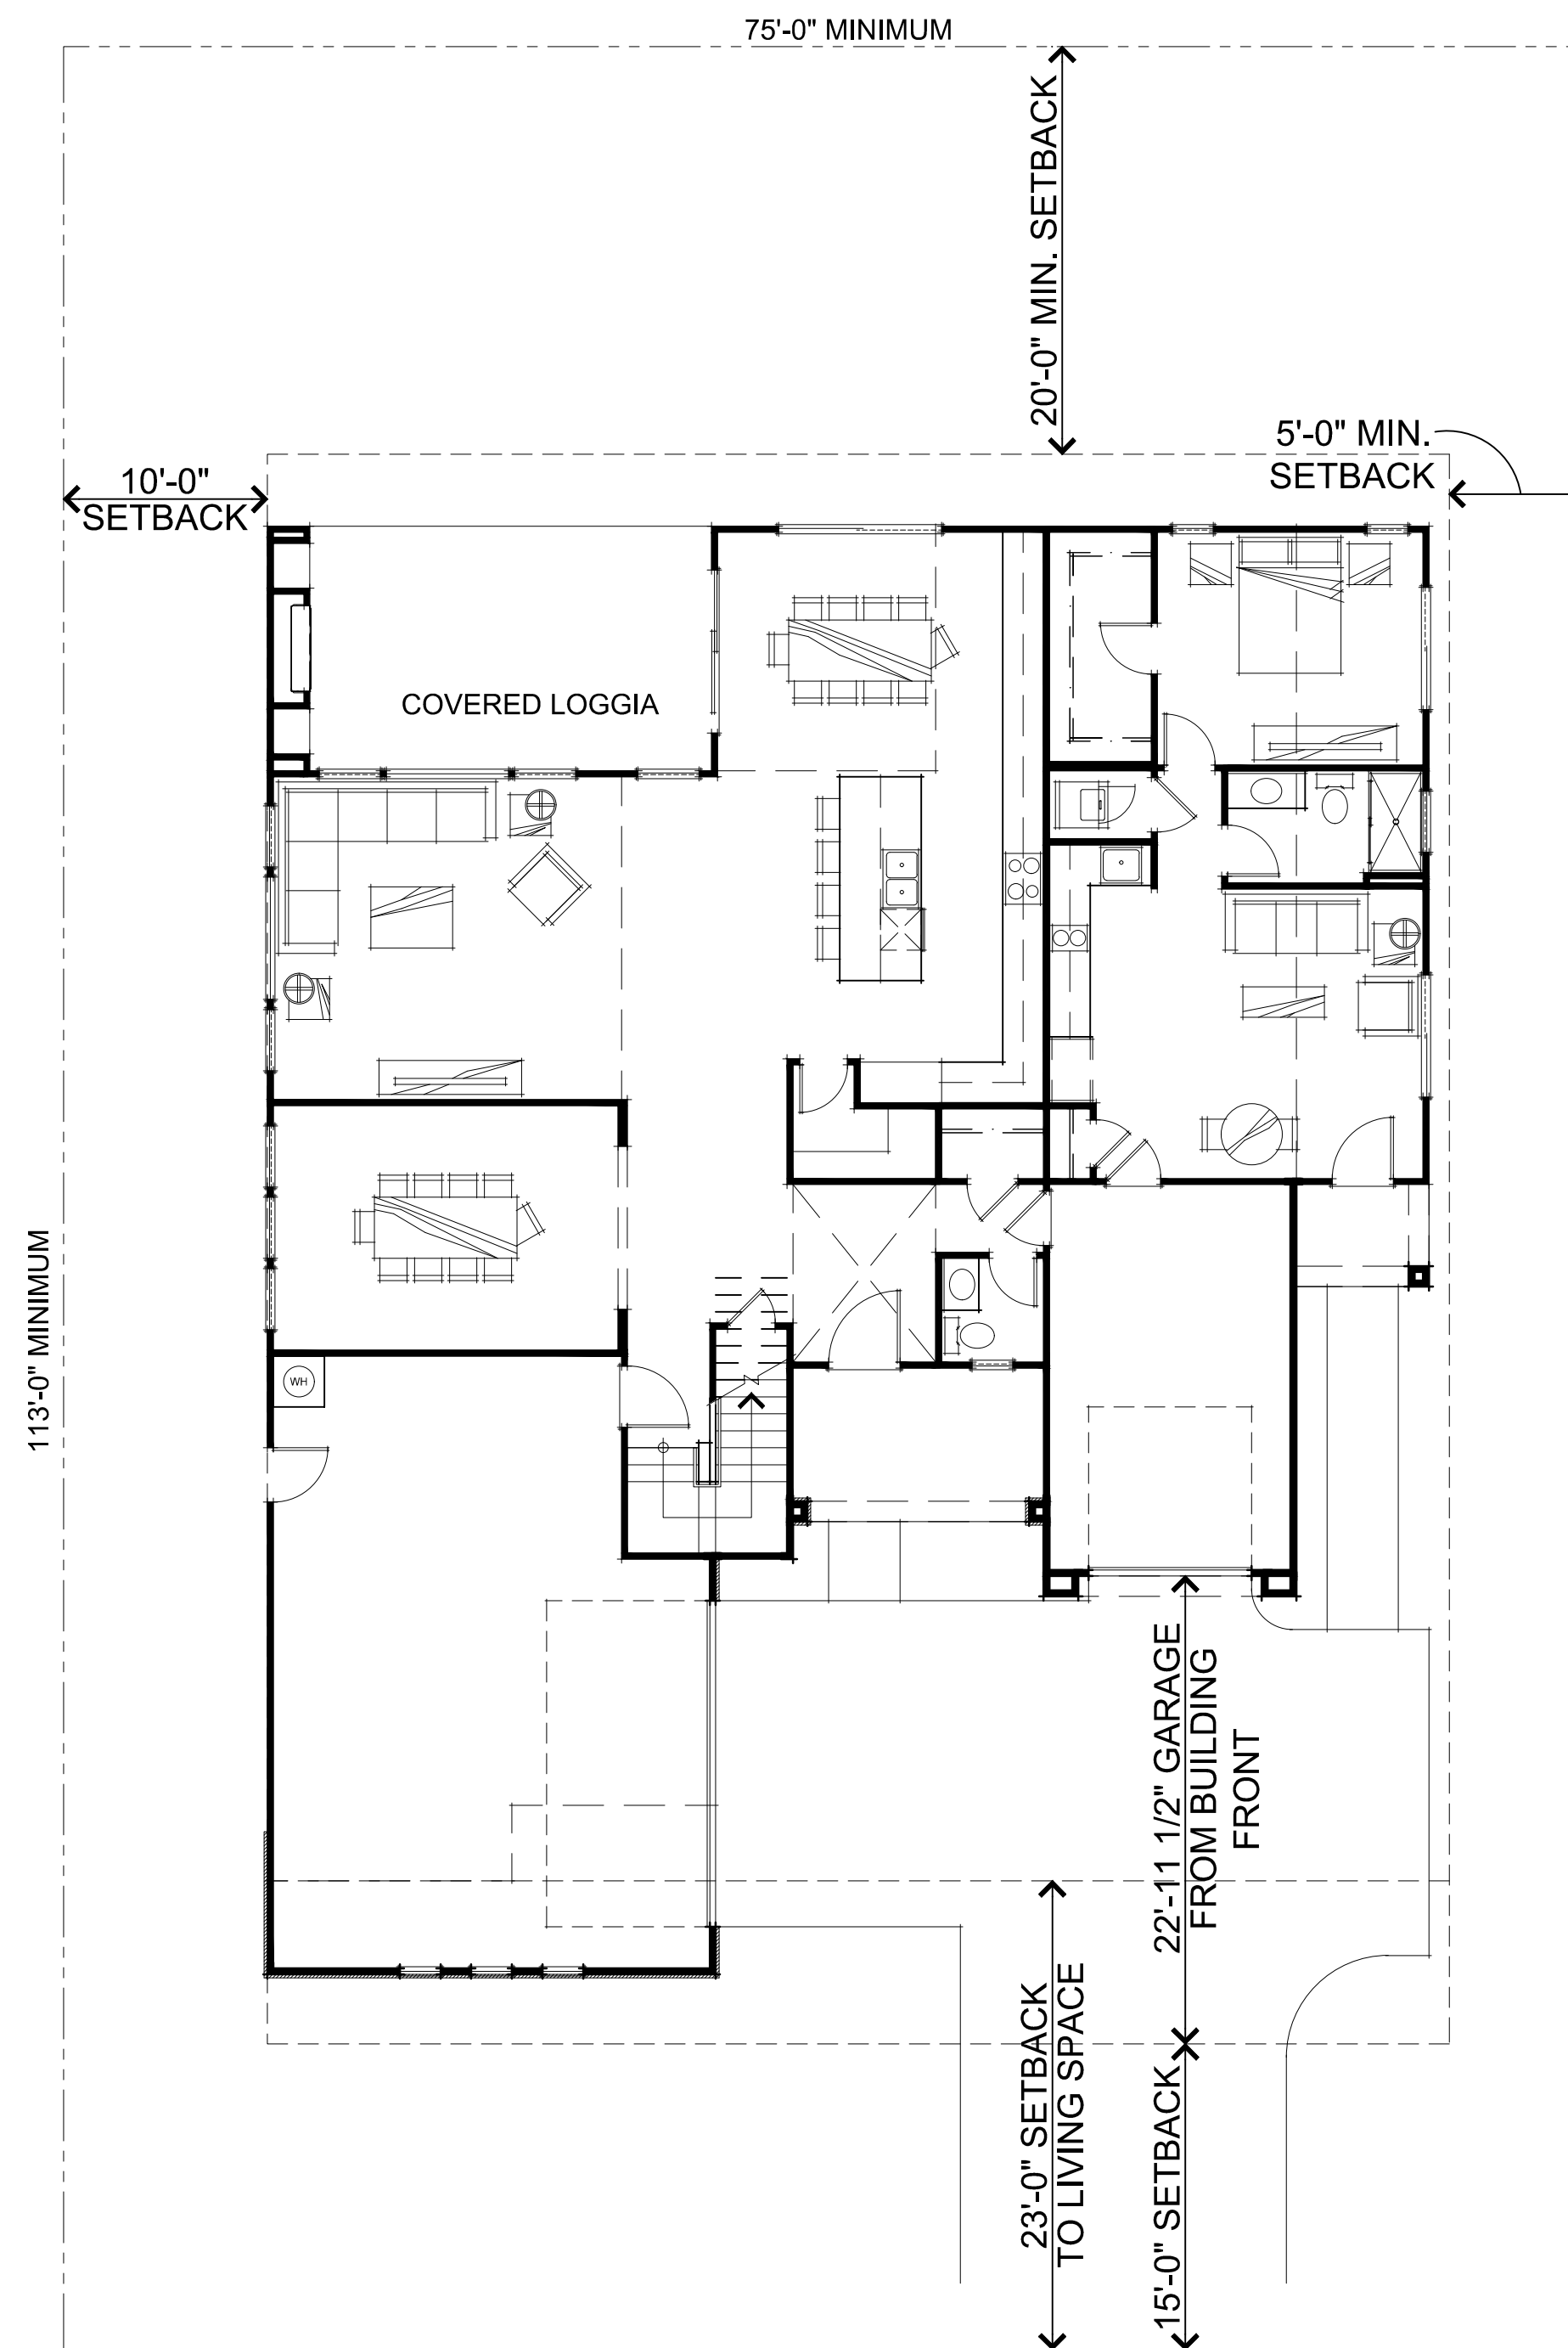 75'-0" MINIMUM
20'-0" MIN. SETBACK
5'-0" MIN.
SETBACK
10'-0"
SETBACK
COVERED LOGGIA
113'-0" MINIMUM
WH
22'-11 1/2" GARAGE
FROM BUILDING
FRONT
23'-0" SETBACK
TO LIVING SPACE
15'-0" SETBACK